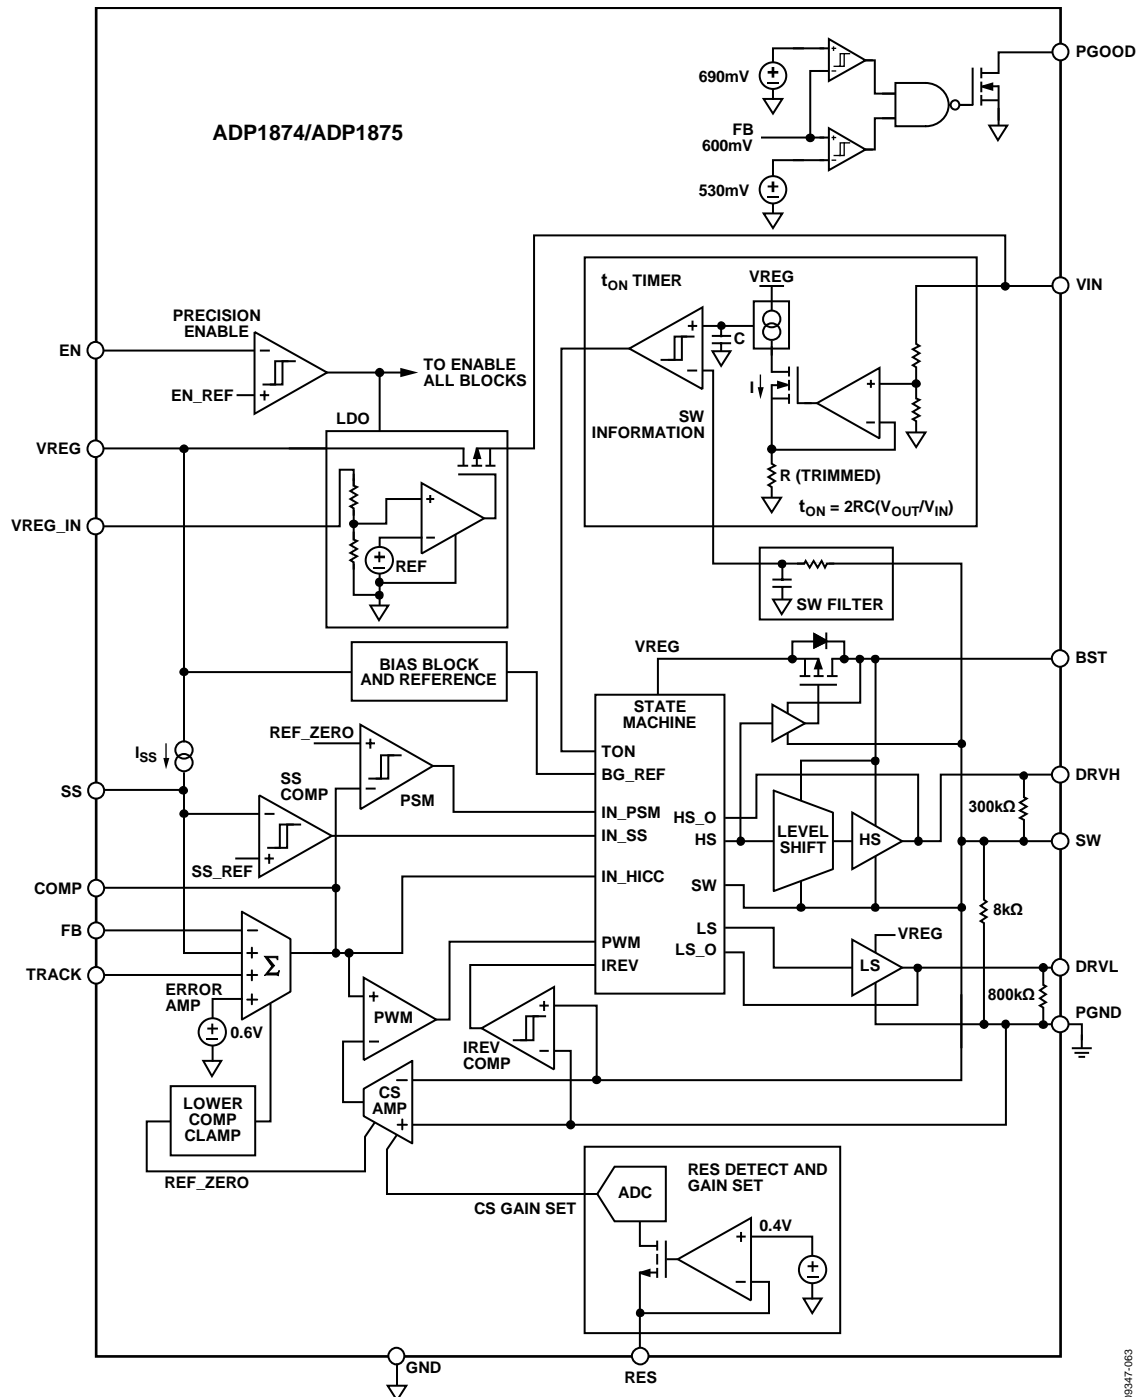 PGOOD
690mV
ADP1874/ADP1875
FB
600mV
530mV
tON TIMER
VREG
VIN
PRECISION
ENABLE
EN
EN_REF
TO ENABLE
ALL BLOCKS
C
I
SW
INFORMATION
LDO
VREG
R (TRIMMED)
VREG_IN
tON = 2RC(VOUT/VIN)
REF
SW FILTER
VREG
BST
BIAS BLOCK
AND REFERENCE
STATE
MACHINE
REF_ZERO
ISS
TON
BG_REF
DRVH
SS
SS
COMP
PSM
IN_PSM
HS_O
300kΩ
IN_SS
HS
LEVEL
SHIFT
HS
SW
SS_REF
COMP
IN_HICC
SW
8kΩ
FB
LS
VREG
PWM
LS_O
TRACK
Σ
IREV
LS
DRVL
ERROR
AMP
0.6V
PWM
800kΩ
PGND
IREV
COMP
CS
AMP
LOWER
COMP
CLAMP
REF_ZERO
RES DETECT AND
GAIN SET
ADC
CS GAIN SET
0.4V
GND
RES
09347-063